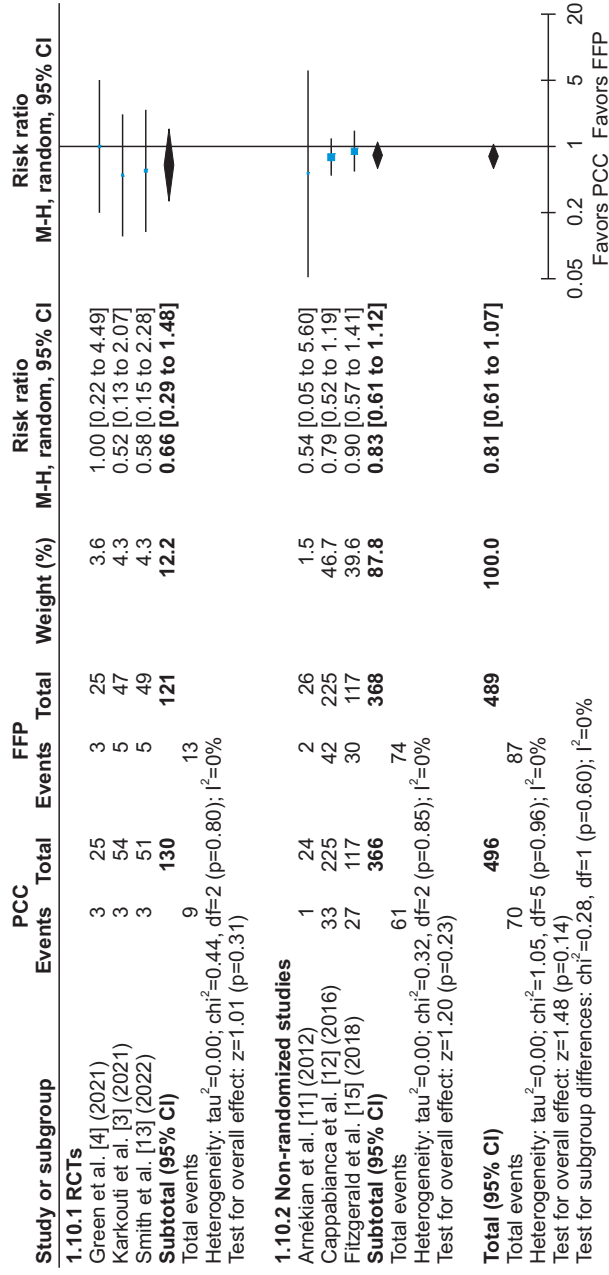 PCC FFP Risk ratio Risk ratio
Study or subgroup Events Total Events Total Weight (%) M-H, random, 95% CI M-H, random, 95% CI
1.10.1 RCTs
Green et al. [4] (2021) 3 25 3 25 3.6 1.00 [0.22 to 4.49]
Karkouti et al. [3] (2021) 3 54 5 47 4.3 0.52 [0.13 to 2.07]
Smith et al. [13] (2022) 3 51 5 49 4.3 0.58 [0.15 to 2.28]
Subtotal (95% CI) 130 121 12.2 0.66 [0.29 to 1.48]
Total events 9 13
Heterogeneity: tau²=0.00; chi²=0.44, df=2 (p=0.80); I²=0%
Test for overall effect: z=1.01 (p=0.31)
1.10.2 Non-randomized studies
Arnékian et al. [11] (2012) 1 24 2 26 1.5 0.54 [0.05 to 5.60]
Cappabianca et al. [12] (2016) 33 225 42 225 46.7 0.79 [0.52 to 1.19]
Fitzgerald et al. [15] (2018) 27 117 30 117 39.6 0.90 [0.57 to 1.41]
Subtotal (95% CI) 366 368 87.8 0.83 [0.61 to 1.12]
Total events 61 74
Heterogeneity: tau²=0.00; chi²=0.32, df=2 (p=0.85); I²=0%
Test for overall effect: z=1.20 (p=0.23)
Total (95% CI) 496 489 100.0 0.81 [0.61 to 1.07]
Total events 70 87
Heterogeneity: tau²=0.00; chi²=1.05, df=5 (p=0.96); I²=0%
Test for overall effect: z=1.48 (p=0.14)
Test for subgroup differences: chi²=0.28, df=1 (p=0.60); I²=0%
0.05 0.2 1 5 20
Favors PCC Favors FFP